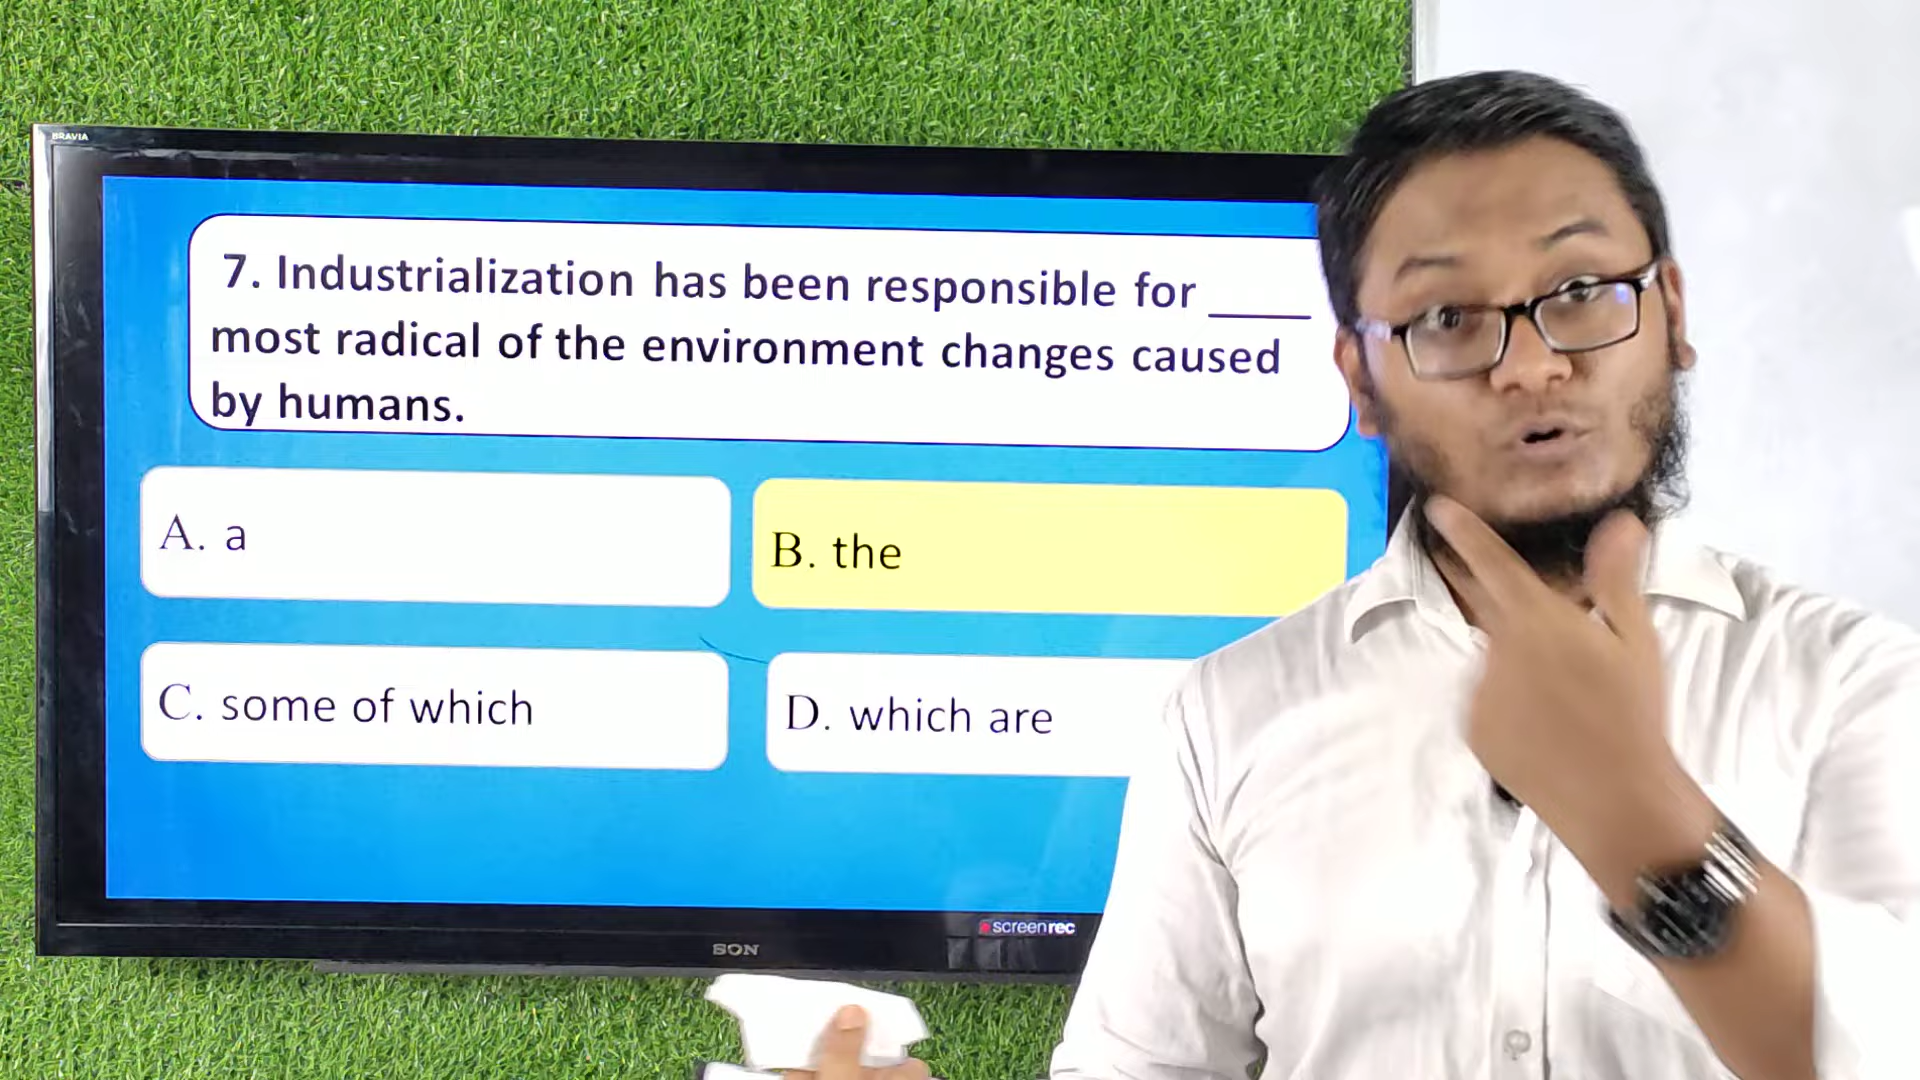 BRAVIA
7. Industrialization has been responsible for ____
most radical of the environment changes caused
by humans.
A. a
B. the
C. some of which
D. which are
screenrec
SON